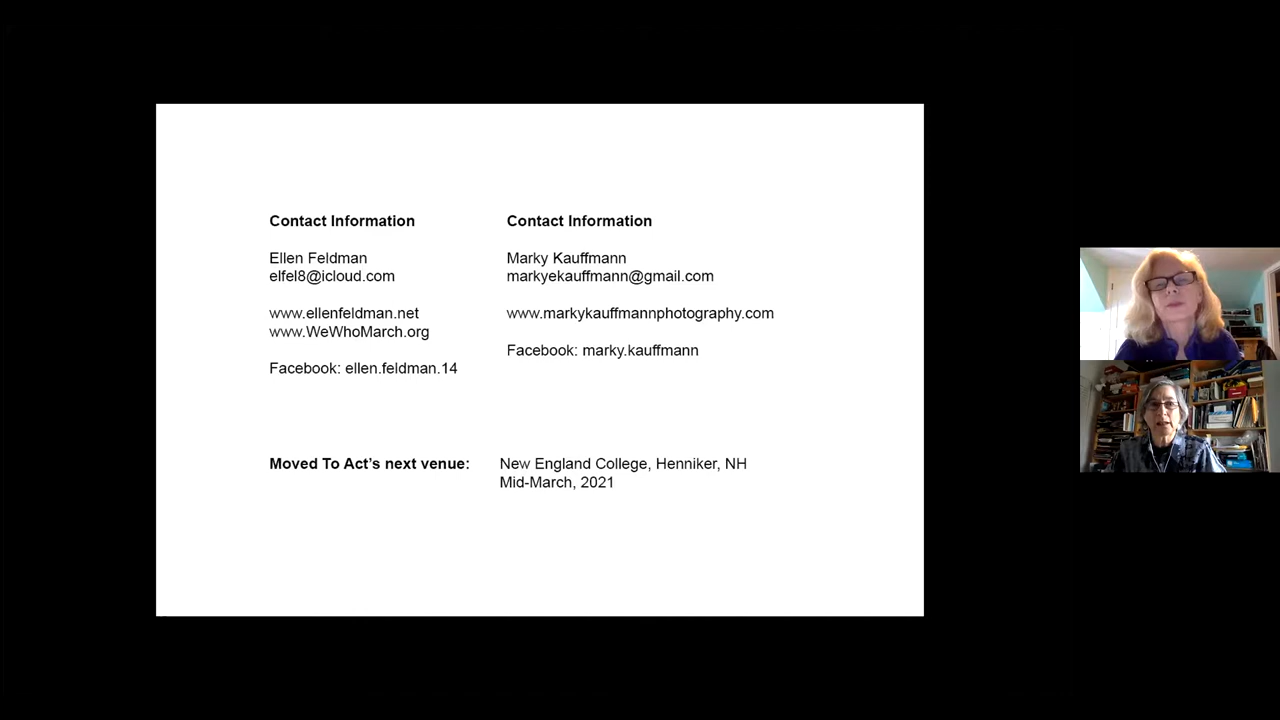 Contact Information
Ellen Feldman
elfel8@icloud.com
www.ellenfeldman.net
www.WeWhoMarch.org
Facebook: ellen.feldman.14
Contact Information
Marky Kauffmann
markyekauffmann@gmail.com
www.markykauffmannphotography.com
Facebook: marky.kauffmann
Moved To Act’s next venue: New England College, Henniker, NH
Mid-March, 2021